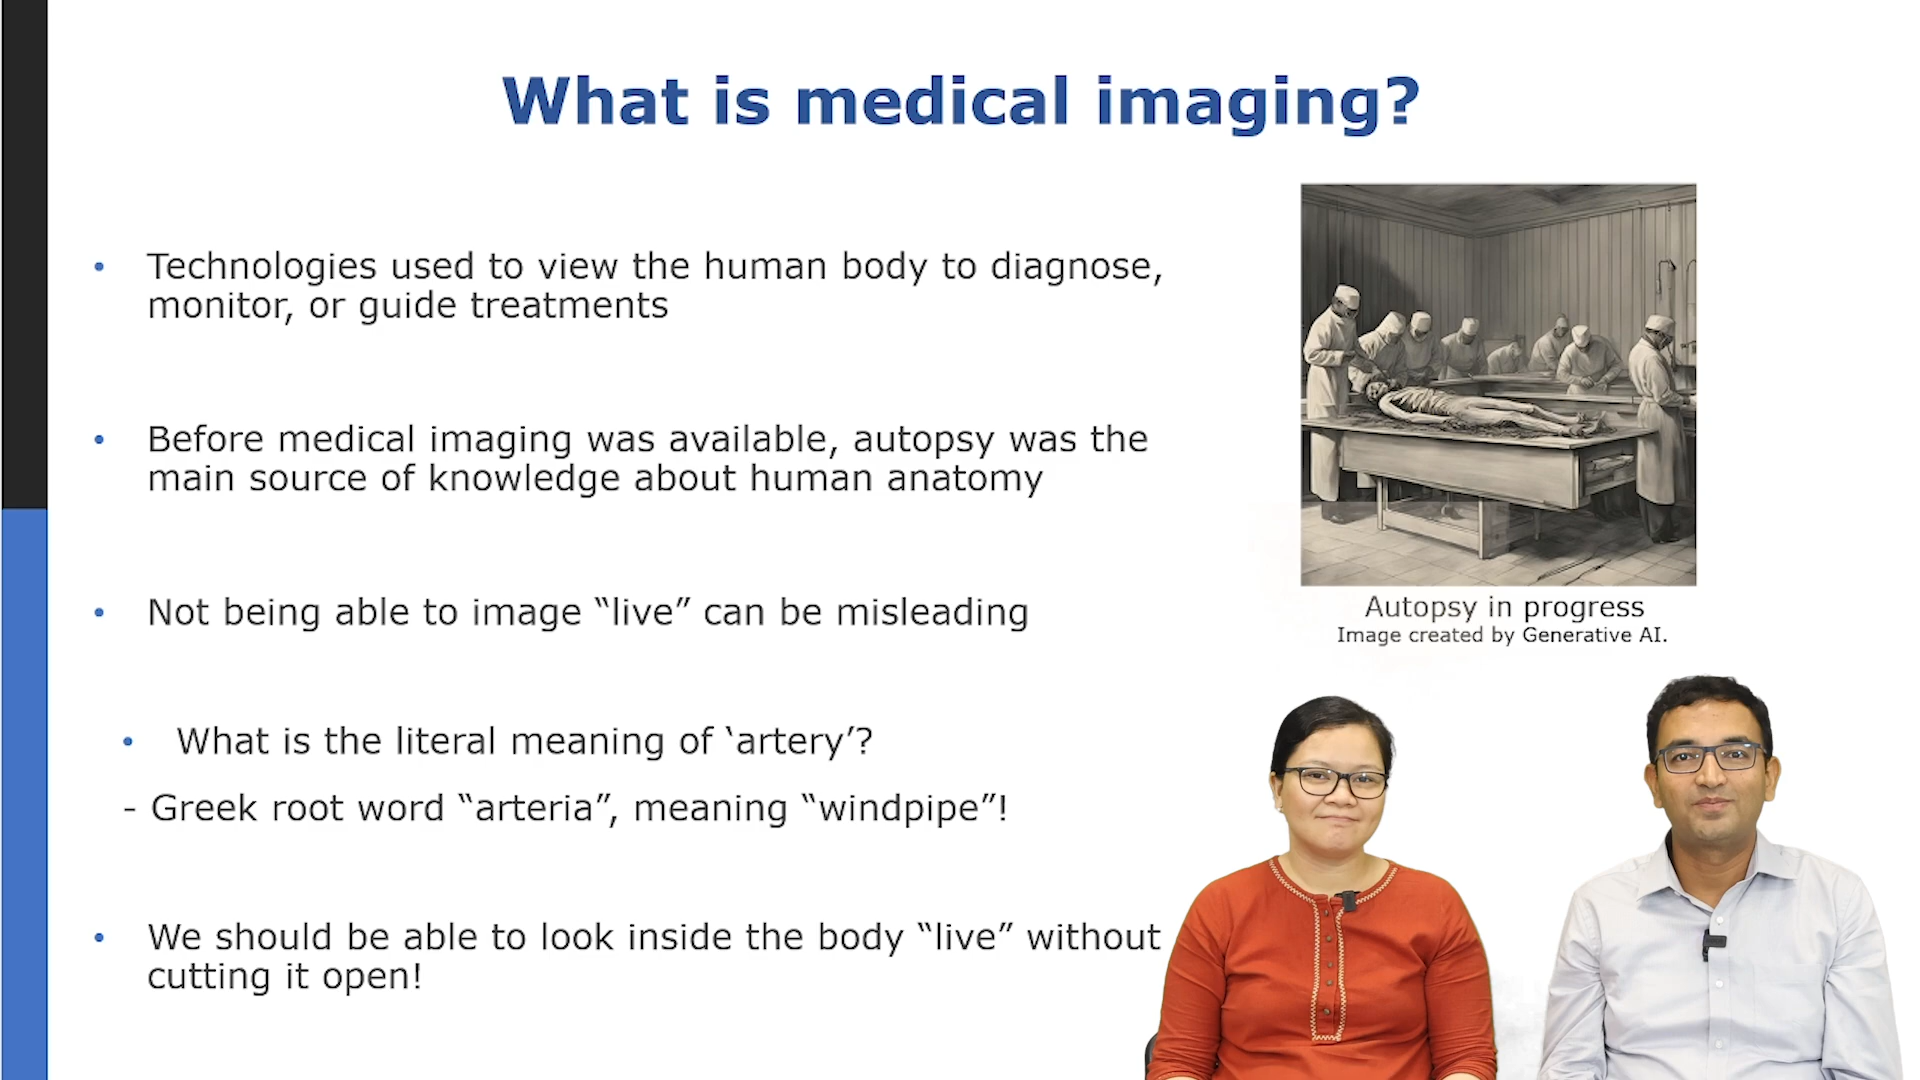 What is medical imaging?
• Technologies used to view the human body to diagnose,
monitor, or guide treatments
• Before medical imaging was available, autopsy was the
main source of knowledge about human anatomy
• Not being able to image “live” can be misleading
• What is the literal meaning of ‘artery’?
- Greek root word “arteria”, meaning “windpipe”!
• We should be able to look inside the body “live” without
cutting it open!
Autopsy in progress
Image created by Generative AI.